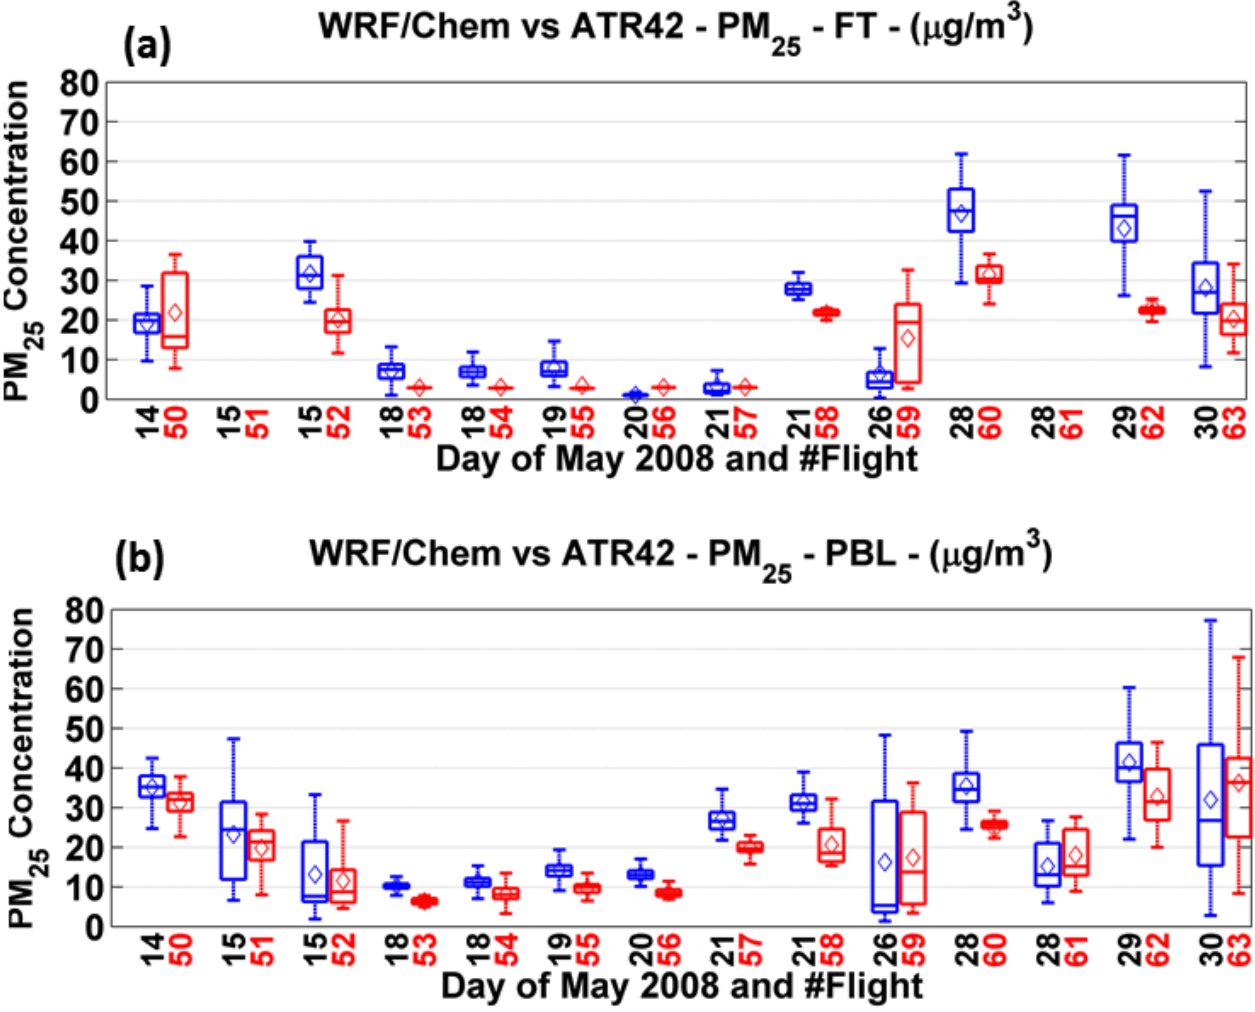 (a)
WRF/Chem vs ATR42 - PM25 - FT - (μg/m3)
PM25 Concentration
80
70
60
50
40
30
20
10
0
14 15 15 18 18 19 20 21 21 26 28 28 29 30
50 51 52 53 54 55 56 57 58 59 60 61 62 63
Day of May 2008 and #Flight
(b)
WRF/Chem vs ATR42 - PM25 - PBL - (μg/m3)
PM25 Concentration
80
70
60
50
40
30
20
10
0
14 15 15 18 18 19 20 21 21 26 28 28 29 30
50 51 52 53 54 55 56 57 58 59 60 61 62 63
Day of May 2008 and #Flight